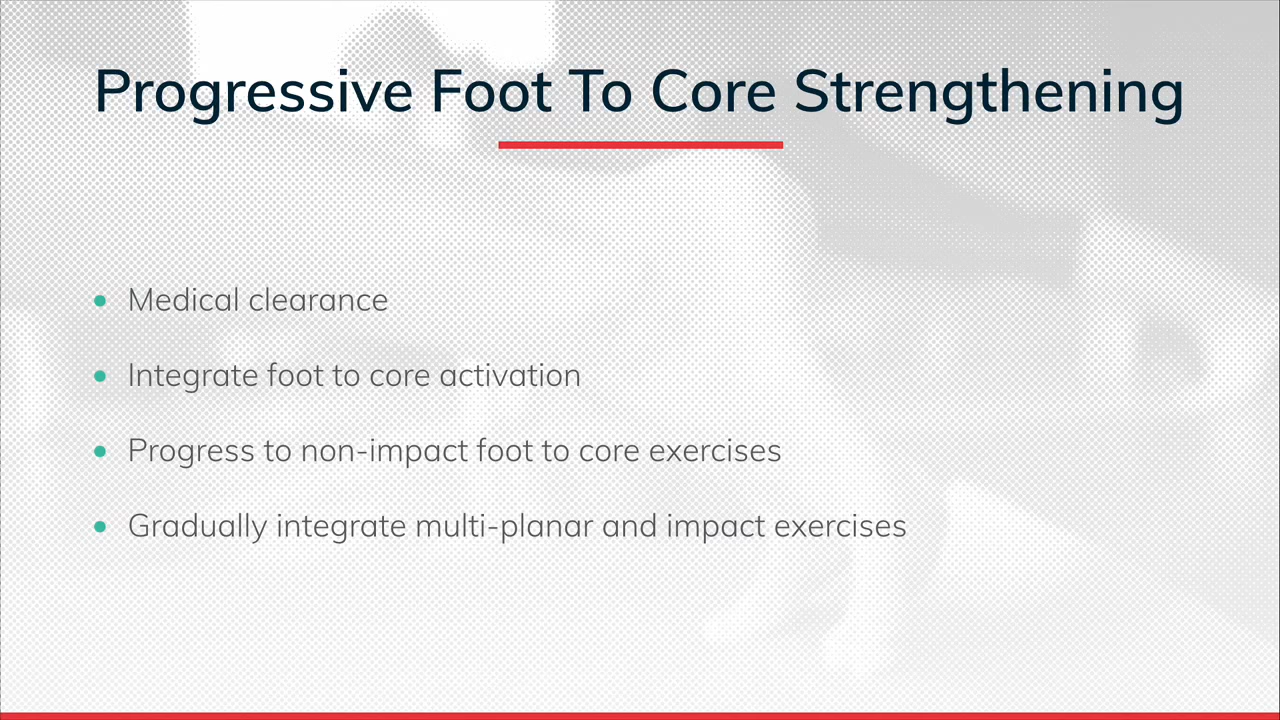 Progressive Foot To Core Strengthening
Medical clearance
Integrate foot to core activation
Progress to non-impact foot to core exercises
Gradually integrate multi-planar and impact exercises